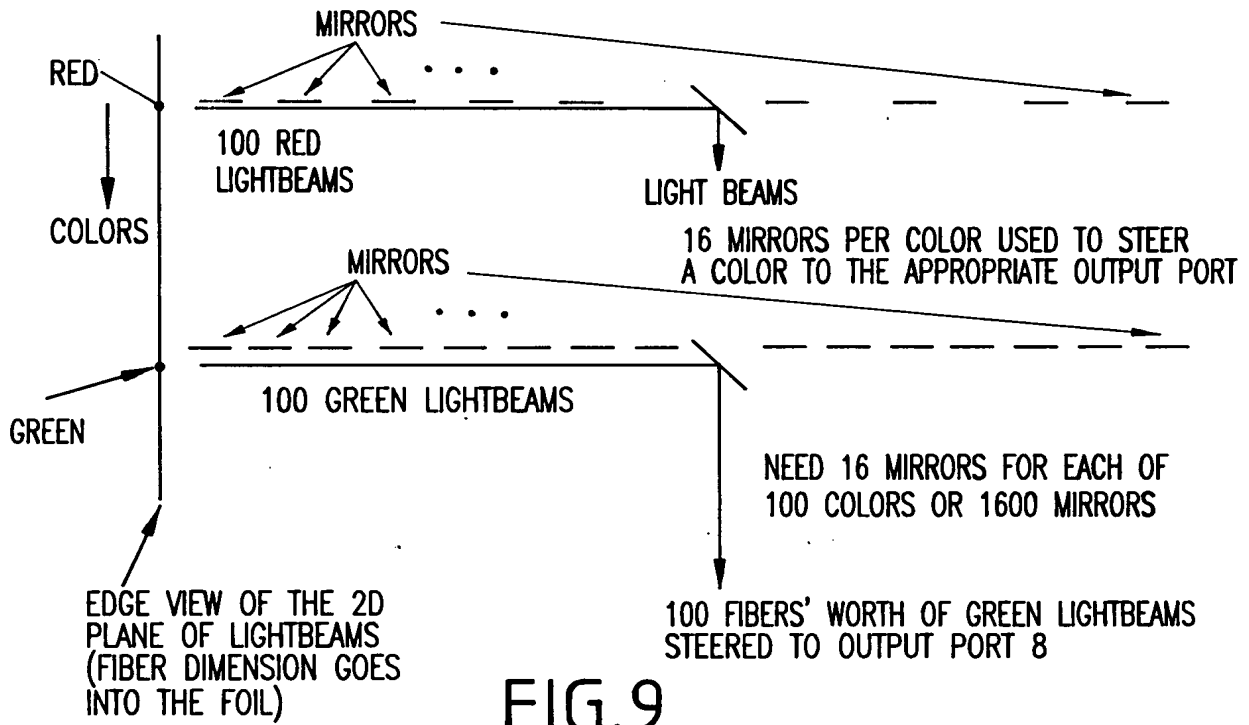 MIRRORS
RED
100 RED
LIGHTBEAMS
COLORS
LIGHT BEAMS
16 MIRRORS PER COLOR USED TO STEER
A COLOR TO THE APPROPRIATE OUTPUT PORT
MIRRORS
100 GREEN LIGHTBEAMS
GREEN
NEED 16 MIRRORS FOR EACH OF
100 COLORS OR 1600 MIRRORS
EDGE VIEW OF THE 2D
PLANE OF LIGHTBEAMS
(FIBER DIMENSION GOES
INTO THE FOIL)
100 FIBERS' WORTH OF GREEN LIGHTBEAMS
STEERED TO OUTPUT PORT 8
FIG.9